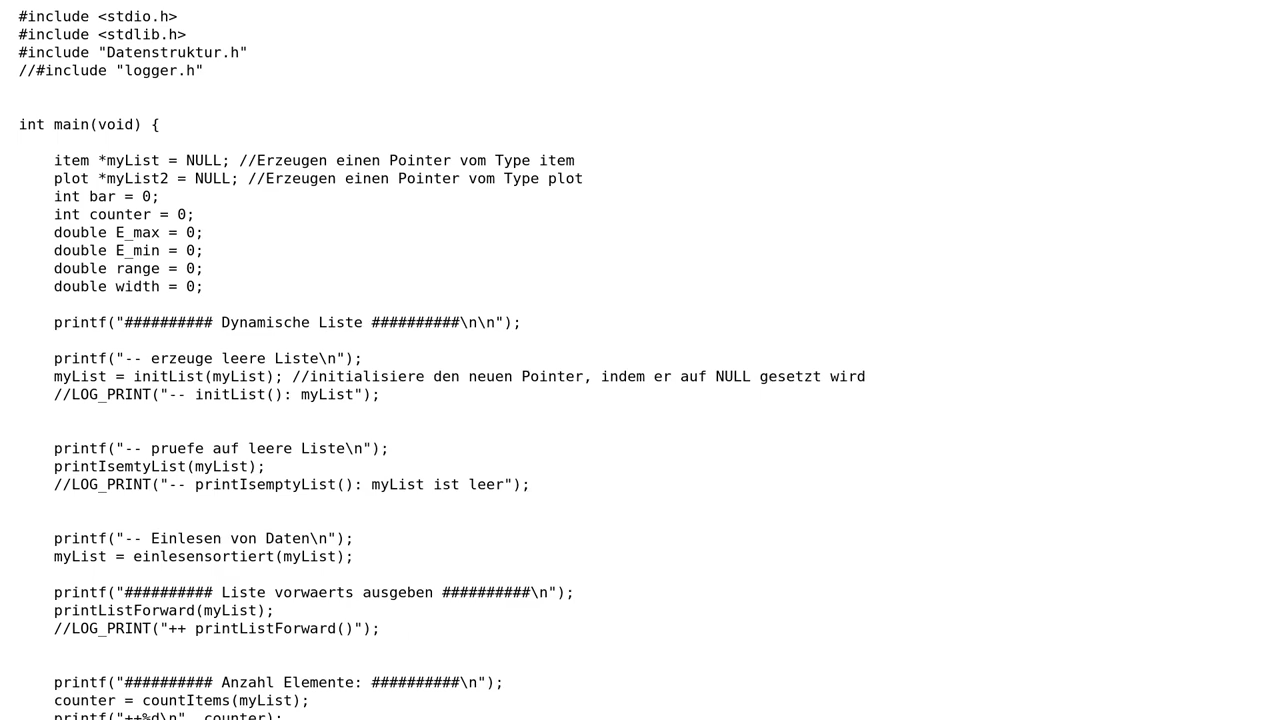 #include <stdio.h>
#include <stdlib.h>
#include "Datenstruktur.h"
//#include "logger.h"
int main(void) {
item *myList = NULL; //Erzeugen einen Pointer vom Type item
plot *myList2 = NULL; //Erzeugen einen Pointer vom Type plot
int bar = 0;
int counter = 0;
double E_max = 0;
double E_min = 0;
double range = 0;
double width = 0;
printf("########## Dynamische Liste ##########\n\n");
printf("-- erzeuge leere Liste\n");
myList = initList(myList); //initialisiere den neuen Pointer, indem er auf NULL gesetzt wird
//LOG_PRINT("-- initList(): myList");
printf("-- pruefe auf leere Liste\n");
printIsemtyList(myList);
//LOG_PRINT("-- printIsemptyList(): myList ist leer");
printf("-- Einlesen von Daten\n");
myList = einlesensortiert(myList);
printf("########## Liste vorwaerts ausgeben ##########\n");
printListForward(myList);
//LOG_PRINT("++ printListForward()");
printf("########## Anzahl Elemente: ##########\n");
counter = countItems(myList);
printf("++%d\n", counter);